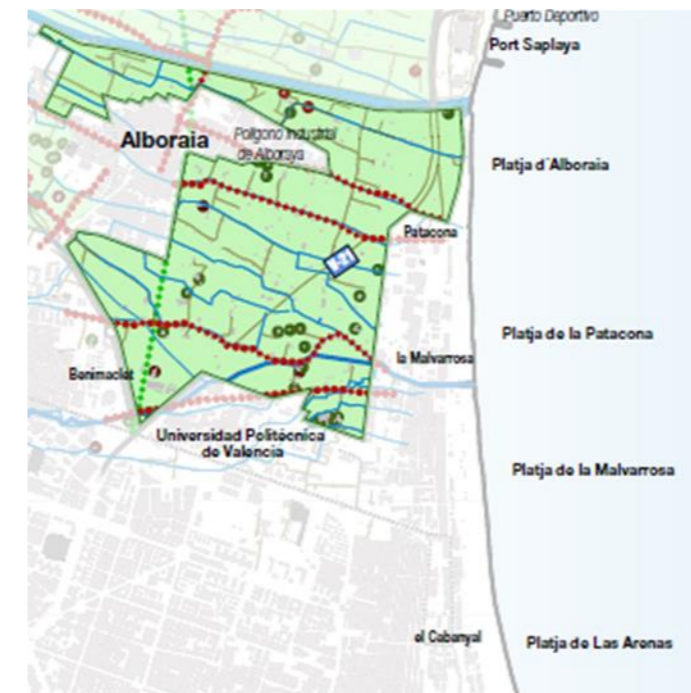 Puerto Deportivo
Port Saplaya
Alboraia
Polígono Industrial
de Alboraya
Platja d'Alboraia
Patacona
Platja de la Patacona
la Malvarrosa
Benimaclet
Universidad Politécnica
de Valencia
Platja de la Malvarrosa
el Cabanyal
Platja de Las Arenas